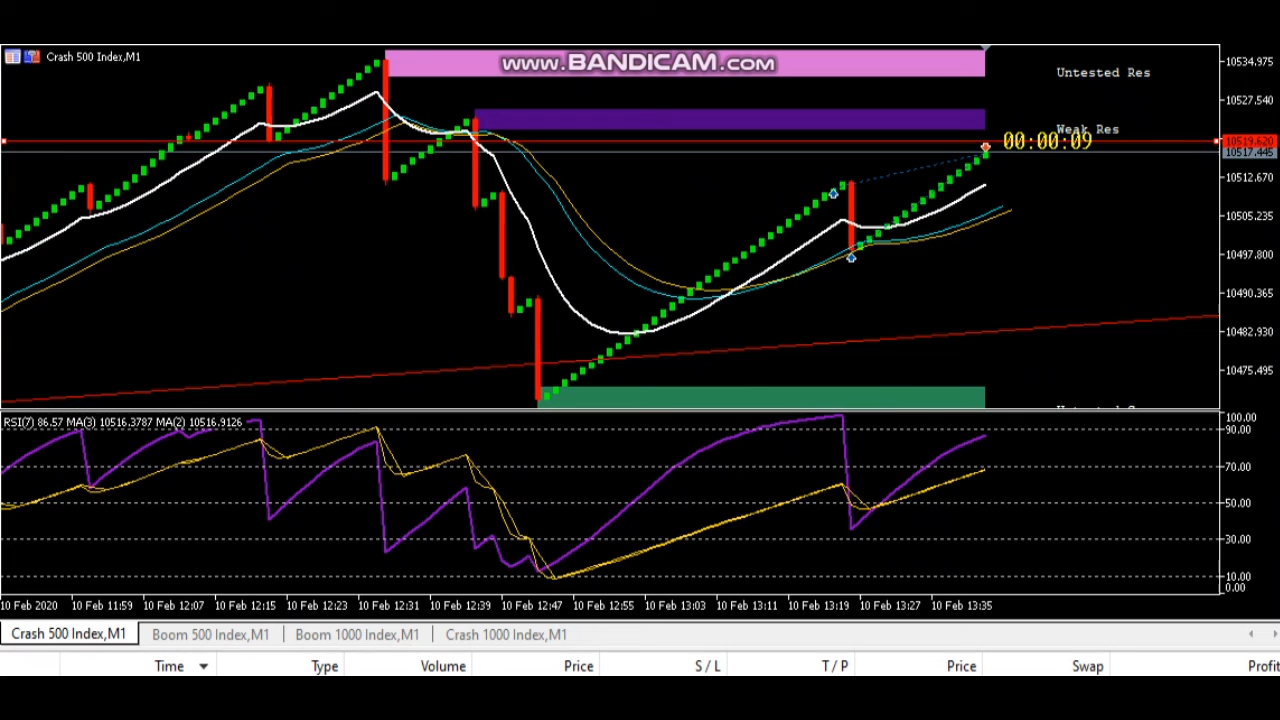 www.BANDICAM.com
Crash 500 Index,M1
Untested Res
Weak Res
00:00:09
10534.975
10527.540
10519.620
10517.445
10512.670
10505.235
10497.800
10490.365
10482.930
10475.495
RSI(7) 86.57 MA(3) 10516.3787 MA(2) 10516.9126
100.00
90.00
70.00
50.00
30.00
10.00
0.00
10 Feb 2020 10 Feb 11:59 10 Feb 12:07 10 Feb 12:15 10 Feb 12:23 10 Feb 12:31 10 Feb 12:39 10 Feb 12:47 10 Feb 12:55 10 Feb 13:03 10 Feb 13:11 10 Feb 13:19 10 Feb 13:27 10 Feb 13:35
Crash 500 Index,M1 Boom 500 Index,M1 Boom 1000 Index,M1 Crash 1000 Index,M1
Time Type Volume Price S / L T / P Price Swap Profit